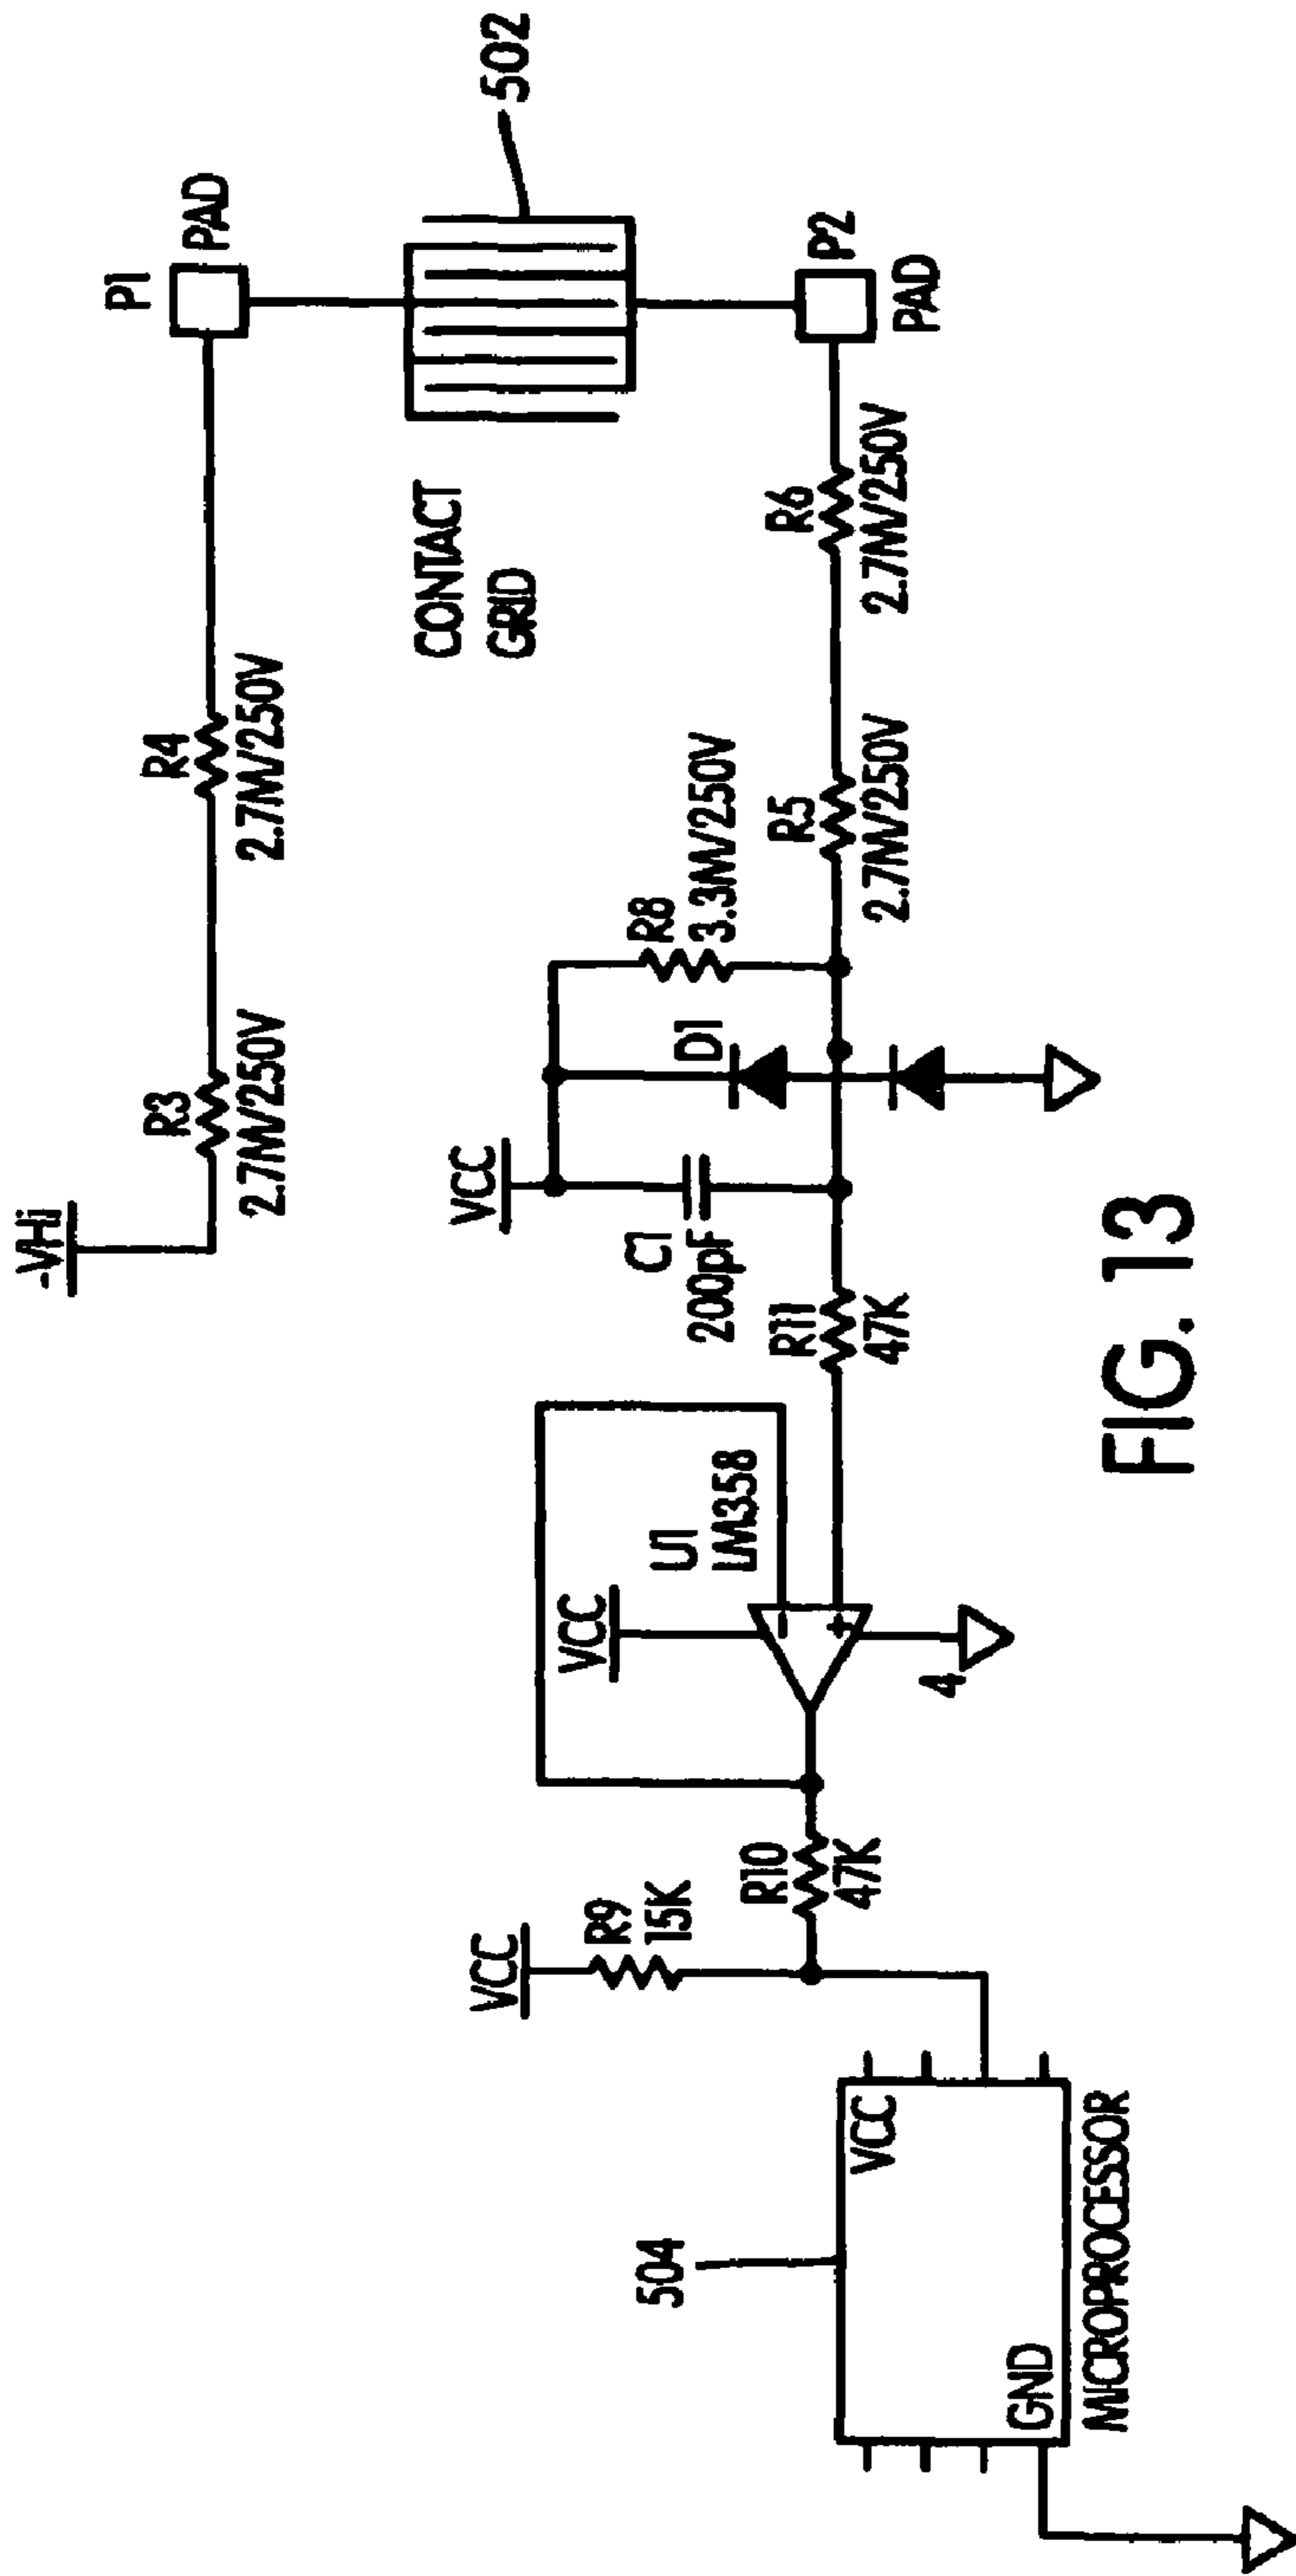 -VHi
R3
2.7M/250V
R4
2.7M/250V
P1
PAD
CONTACT
GRID
502
P2
PAD
R6
2.7M/250V
R5
2.7M/250V
R8
3.3M/250V
D1
VCC
C1
200pF
R11
47K
U1
LM358
VCC
-
+
4
R10
47K
VCC
R9
15K
504
VCC
GND
MICROPROCESSOR
FIG. 13